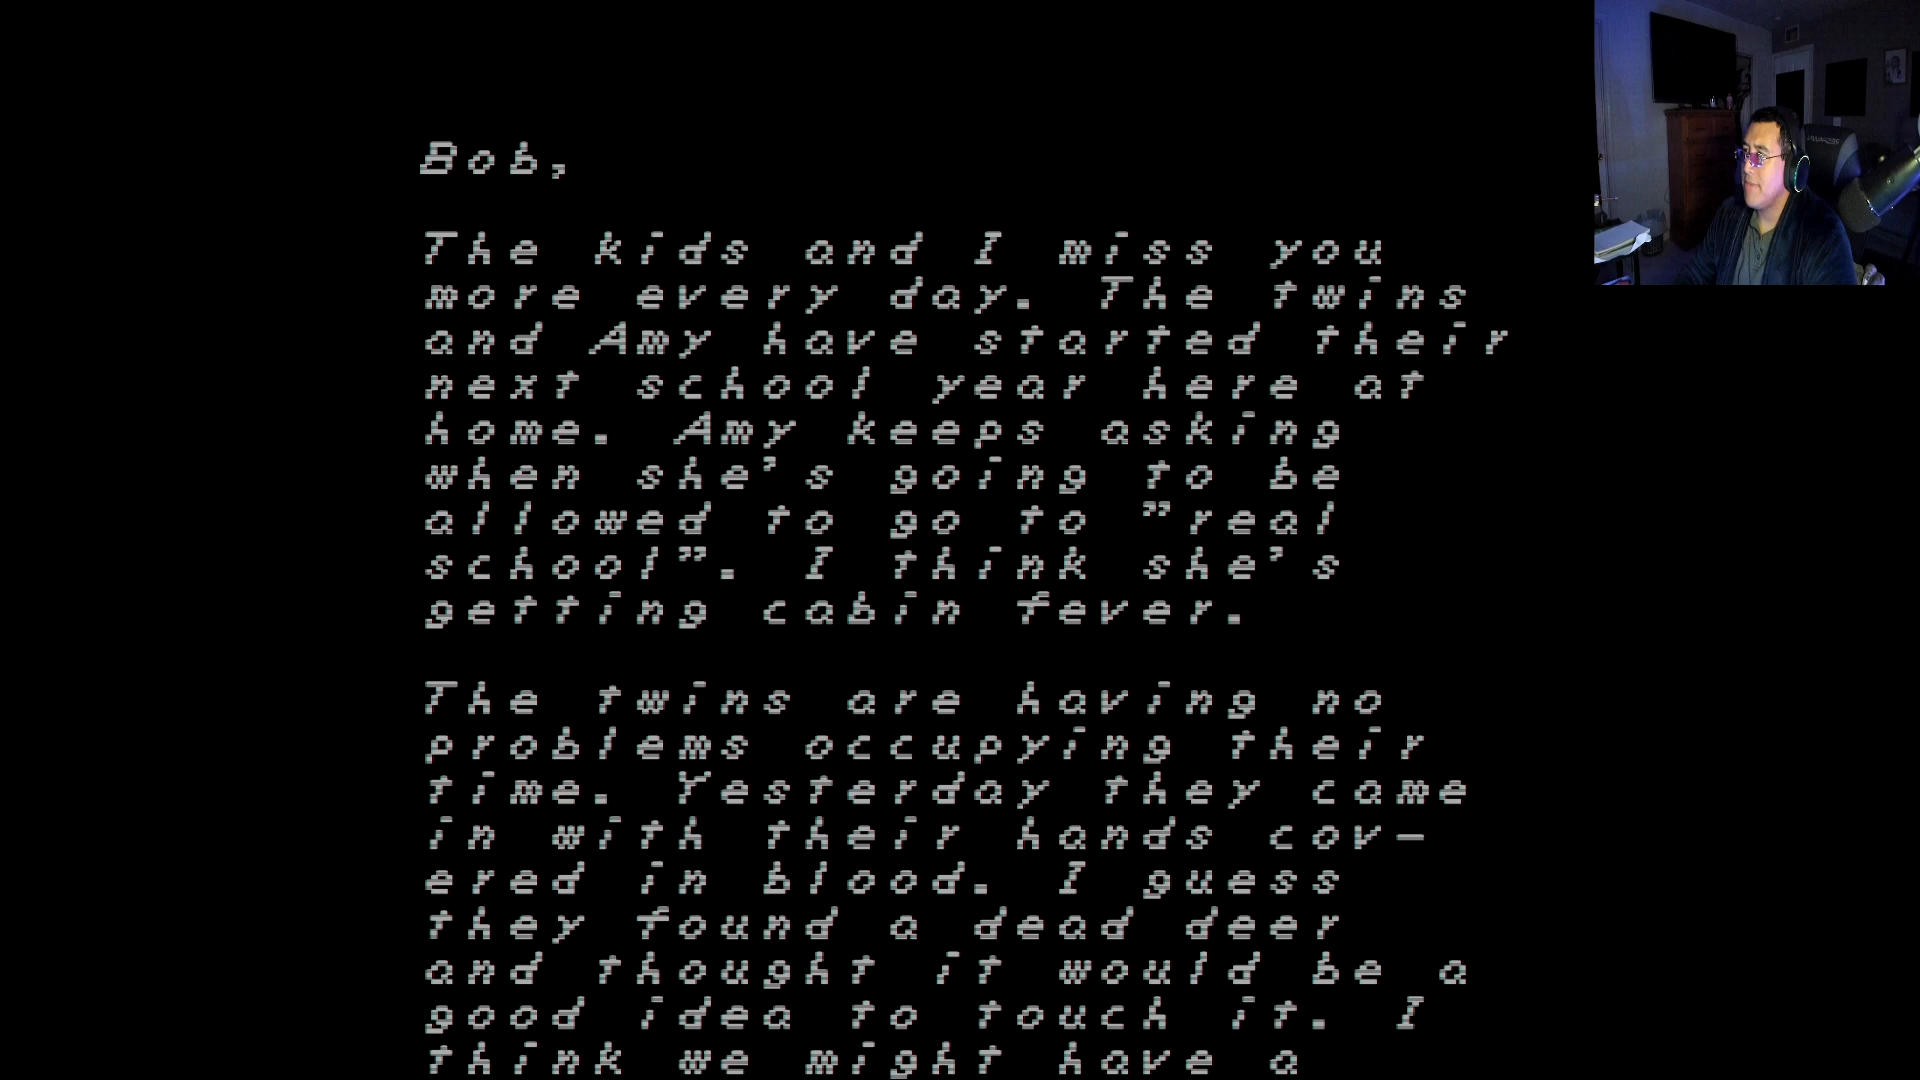 Bob,
The kids and I miss you
more every day. The twins
and Amy have started their
next school year here at
home. Amy keeps asking
when she's going to be
allowed to go to "real
school". I think she's
getting cabin fever.
The twins are having no
problems occupying their
time. Yesterday they came
in with their hands cov-
ered in blood. I guess
they found a dead deer
and thought it would be a
good idea to touch it. I
think we might have a